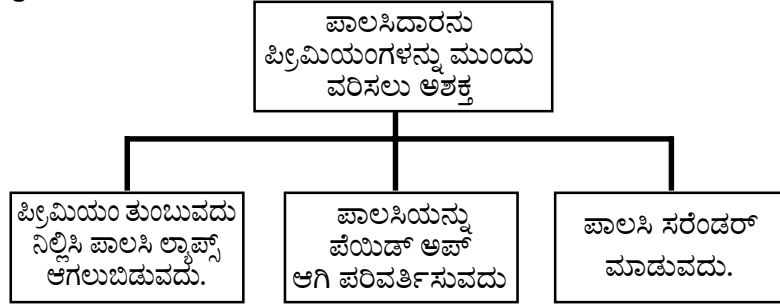 ಪಾಲಸಿದಾರನು
ಪ್ರೀಮಿಯಂಗಳನ್ನು ಮುಂದು
ವರಿಸಲು ಅಶಕ್ತ
ಪ್ರೀಮಿಯಂ ತುಂಬುವದು
ನಿಲ್ಲಿಸಿ ಪಾಲಸಿ ಲ್ಯಾಪ್ಸ್
ಆಗಲುಬಿಡುವದು.
ಪಾಲಸಿಯನ್ನು
ಪೆಯಿಡ್ ಅಪ್
ಆಗಿ ಪರಿವರ್ತಿಸುವದು
ಪಾಲಸಿ ಸರೆಂಡರ್
ಮಾಡುವದು.